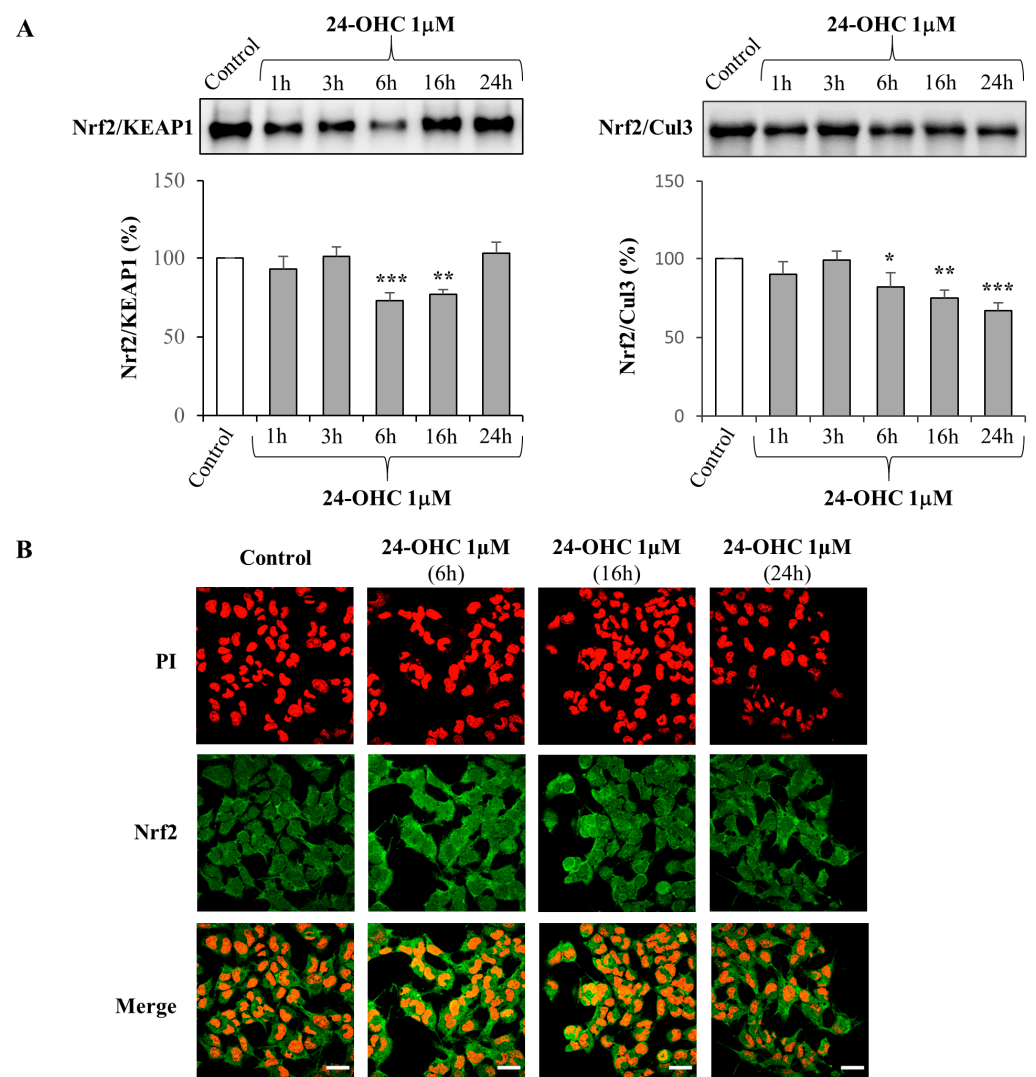 A
24-OHC 1μM
Control 1h 3h 6h 16h 24h
Nrf2/KEAP1
150
100
50
0
Nrf2/KEAP1 (%)
*** **
Control 1h 3h 6h 16h 24h
24-OHC 1μM
24-OHC 1μM
Control 1h 3h 6h 16h 24h
Nrf2/Cul3
150
100
50
0
Nrf2/Cul3 (%)
* ** ***
Control 1h 3h 6h 16h 24h
24-OHC 1μM
B
Control
24-OHC 1μM
(6h)
24-OHC 1μM
(16h)
24-OHC 1μM
(24h)
PI
Nrf2
Merge